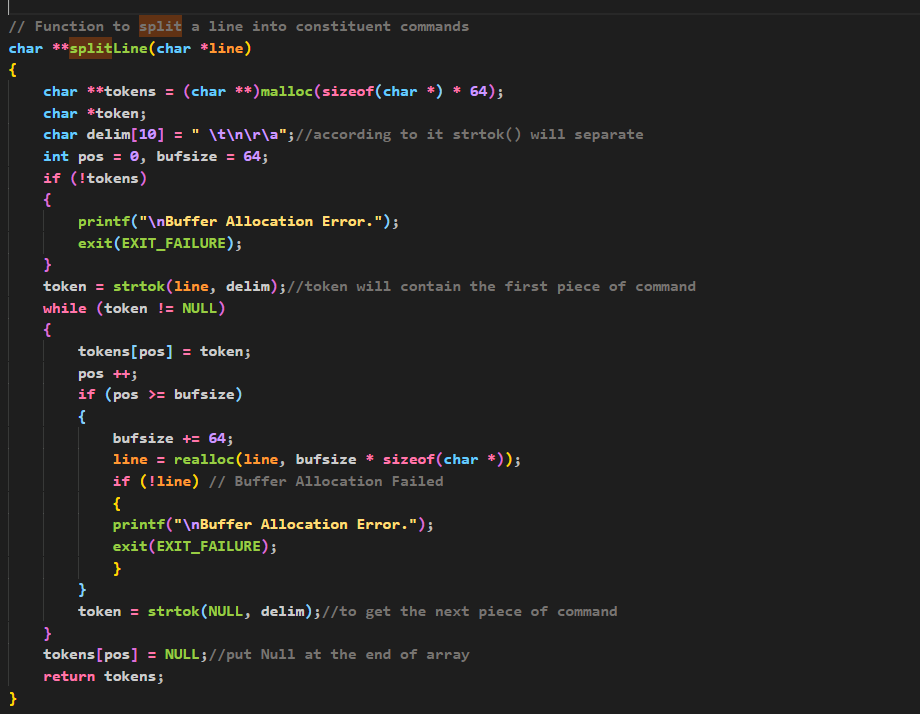 // Function to split a line into constituent commands
char **splitLine(char *line)
{
    char **tokens = (char **)malloc(sizeof(char *) * 64);
    char *token;
    char delim[10] = " \t\n\r\a";//according to it strtok() will separate
    int pos = 0, bufsize = 64;
    if (!tokens)
    {
        printf("\nBuffer Allocation Error.");
        exit(EXIT_FAILURE);
    }
    token = strtok(line, delim);//token will contain the first piece of command
    while (token != NULL)
    {
        tokens[pos] = token;
        pos ++;
        if (pos >= bufsize)
        {
            bufsize += 64;
            line = realloc(line, bufsize * sizeof(char *));
            if (!line) // Buffer Allocation Failed
            {
            printf("\nBuffer Allocation Error.");
            exit(EXIT_FAILURE);
            }
        }
        token = strtok(NULL, delim);//to get the next piece of command
    }
    tokens[pos] = NULL;//put Null at the end of array
    return tokens;
}